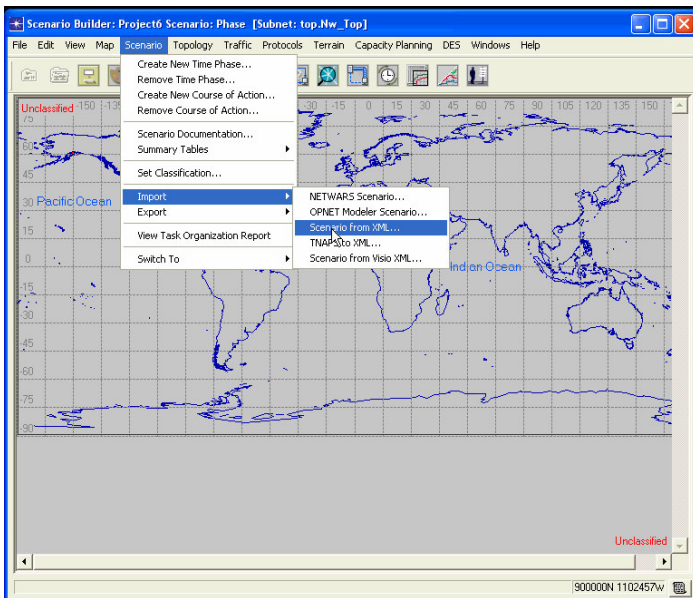 Scenario Builder: Project6 Scenario: Phase [Subnet: top.Nw_Top]
File Edit View Map Scenario Topology Traffic Protocols Terrain Capacity Planning DES Windows Help
Create New Time Phase...
Remove Time Phase...
Create New Course of Action...
Remove Course of Action...
Scenario Documentation...
Summary Tables
Set Classification...
Import
Export
View Task Organization Report
Switch To
NETWARS Scenario...
OPNET Modeler Scenario...
Scenario from XML...
TNAPS to XML...
Scenario from Visio XML...
Unclassified -150 -30 -15 0 15 30 45 60 75 90 105 120 135 150
75
60
45
30 Pacific Ocean
15
0
Indian Ocean
-15
-30
-45
-60
-75
-90
Unclassified
900000N 1102457W